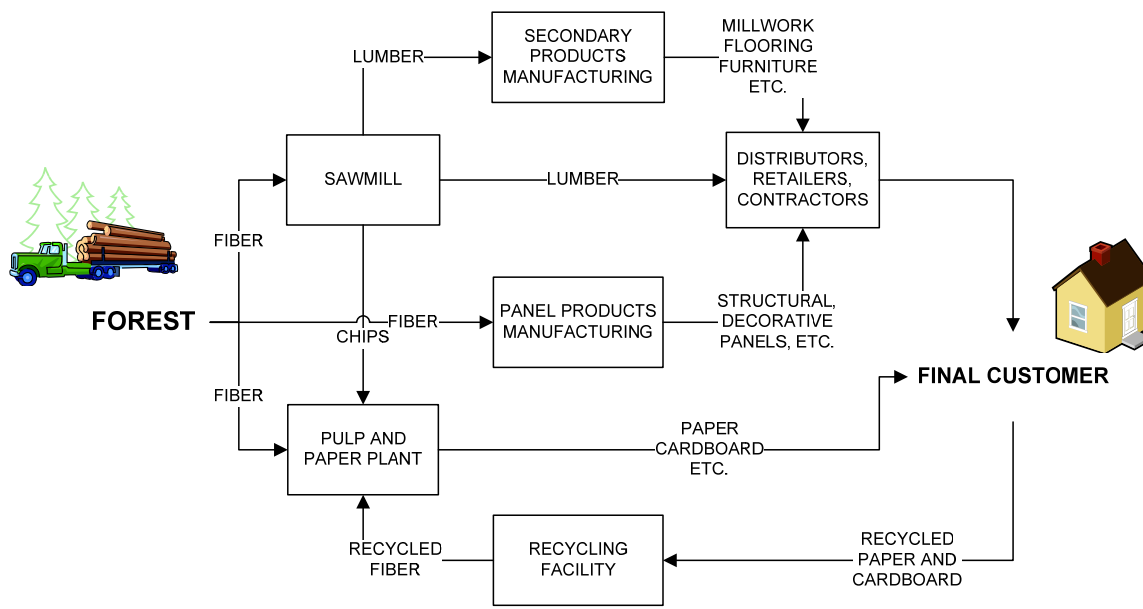 SECONDARY
PRODUCTS
MANUFACTURING
LUMBER
MILLWORK
FLOORING
FURNITURE
ETC.
SAWMILL
LUMBER
DISTRIBUTORS,
RETAILERS,
CONTRACTORS
FIBER
FOREST
FIBER
CHIPS
PANEL PRODUCTS
MANUFACTURING
STRUCTURAL,
DECORATIVE
PANELS, ETC.
FINAL CUSTOMER
FIBER
PULP AND
PAPER PLANT
PAPER
CARDBOARD
ETC.
RECYCLED
FIBER
RECYCLING
FACILITY
RECYCLED
PAPER AND
CARDBOARD